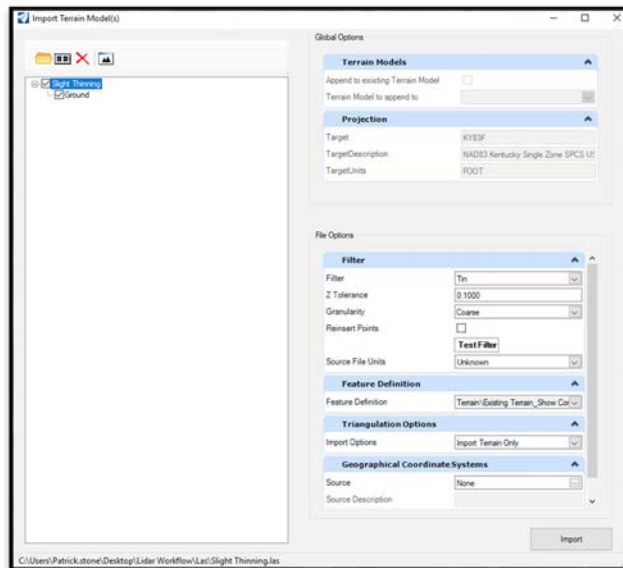 Import Terrain Model(s)
Slight Thinning
Ground
Global Options
Terrain Models
Append to existing Terrain Model
Terrain Model to append to
Projection
Target KY83F
TargetDescription NAD83 Kentucky Single Zone SPCS US
TargetUnits FOOT
File Options
Filter
Filter Tin
Z Tolerance 0.1000
Granularity Coarse
Reinsert Points
Test Filter
Source File Units Unknown
Feature Definition
Feature Definition Terrain\Existing Terrain_Show Cor
Triangulation Options
Import Options Import Terrain Only
Geographical Coordinate Systems
Source None
Source Description
Import
C:\Users\Patrick.stone\Desktop\Lidar Workflow\Las\Slight Thinning.las